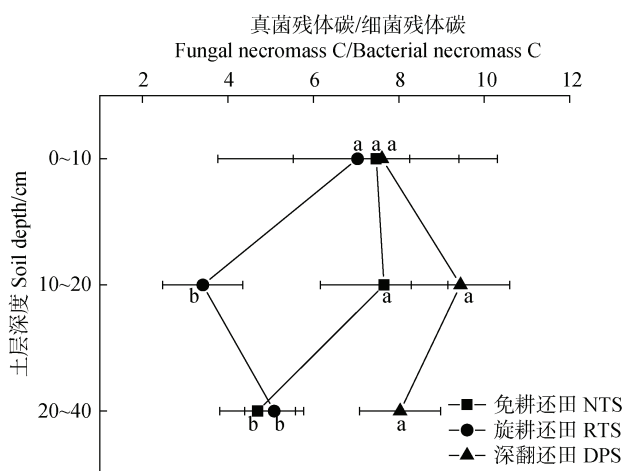 真菌残体碳/细菌残体碳
Fungal necromass C/Bacterial necromass C
2 4 6 8 10 12
土层深度 Soil depth/cm
0~10
a a a
10~20
b a a
20~40
b b a
免耕还田 NTS
旋耕还田 RTS
深翻还田 DPS